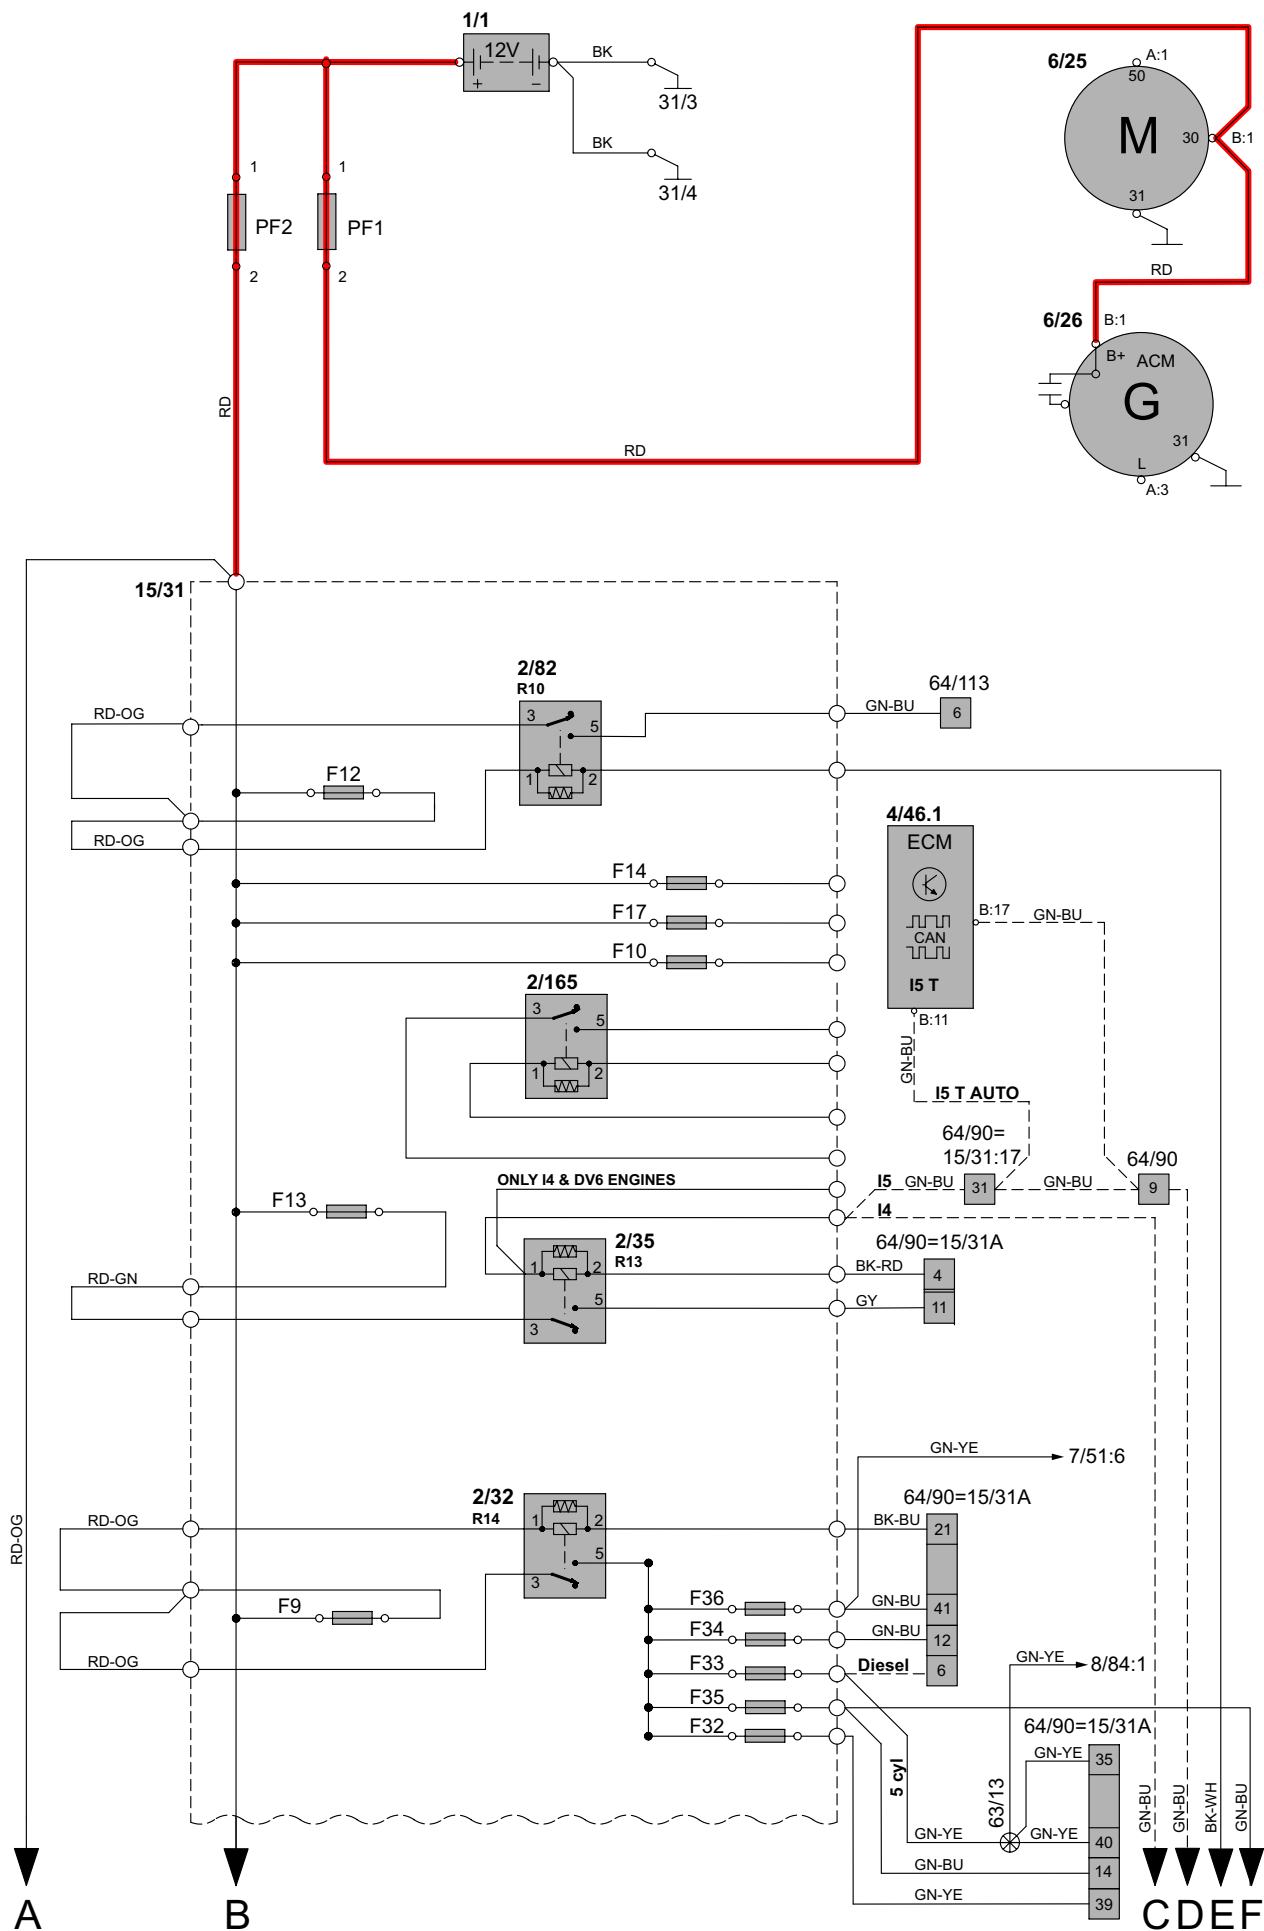 1/1
12V
+ −
BK
31/3
BK
31/4
6/25
A:1
50
M
30
B:1
31
RD
6/26
B:1
B+ ACM
G
31
L
A:3
1 1
PF2 PF1
2 2
RD
RD
15/31
2/82
R10
3
5
1 2
RD-OG
GN-BU
64/113
6
F12
RD-OG
4/46.1
ECM
CAN
I5 T
B:17
GN-BU
B:11
GN-BU
I5 T AUTO
F14
F17
F10
2/165
3
5
1 2
64/90=
15/31:17
31
64/90
9
ONLY I4 & DV6 ENGINES
I5 GN-BU
GN-BU
I4
F13
2/35
R13
1 2
5
3
RD-GN
64/90=15/31A
BK-RD
4
GY
11
GN-YE
7/51:6
2/32
R14
1 2
5
3
RD-OG
64/90=15/31A
BK-BU
21
F9
F36
GN-BU
41
F34
GN-BU
12
F33
Diesel
6
RD-OG
F35
F32
GN-YE
8/84:1
64/90=15/31A
GN-YE
35
5 cyl
63/13
GN-YE
GN-YE
40
GN-BU
14
GN-YE
39
RD-OG
GN-BU
GN-BU
BK-WH
GN-BU
A B C D E F